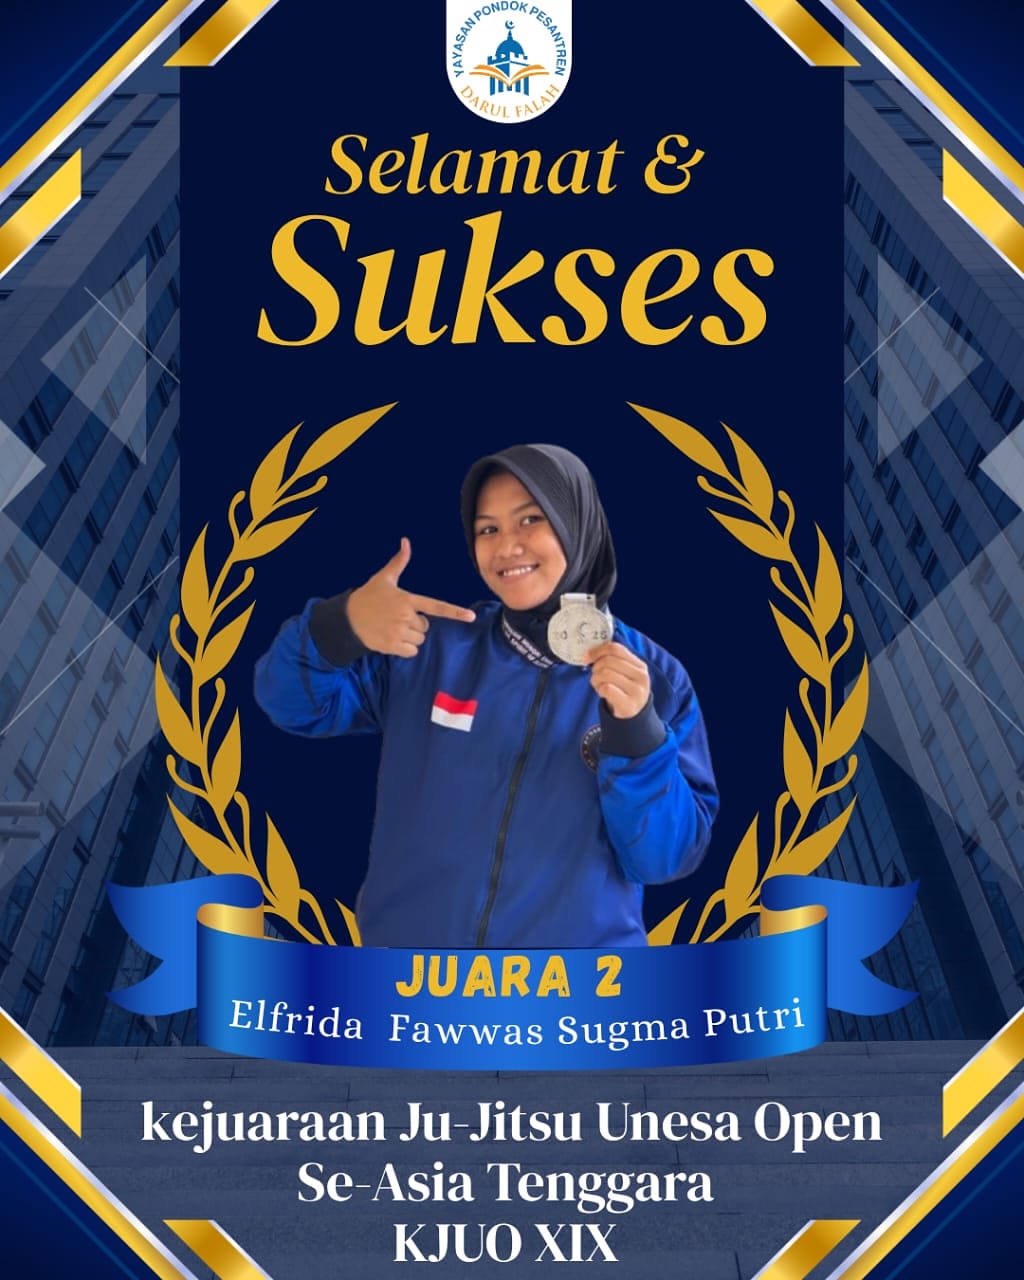 YAYASAN PONDOK PESANTREN
DARUL FALAH
Selamat &
Sukses
2025
JUARA 2
Elfrida Fawwas Sugma Putri
kejuaraan Ju-Jitsu Unesa Open
Se-Asia Tenggara
KJUO XIX